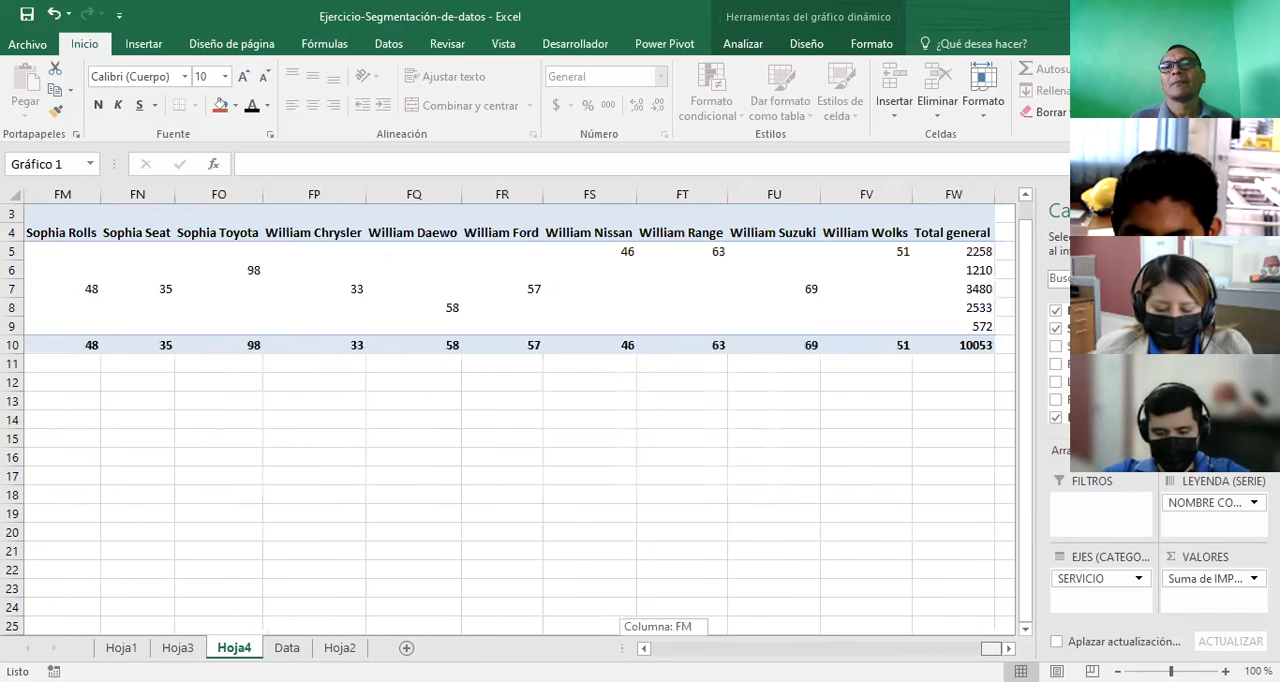 Ejercicio-Segmentación-de-datos - Excel
Herramientas del gráfico dinámico
Archivo Inicio Insertar Diseño de página Fórmulas Datos Revisar Vista Desarrollador Power Pivot Analizar Diseño Formato ¿Qué desea hacer?
Pegar
Calibri (Cuerpo) 10
N K S
Ajustar texto
Combinar y centrar
General
$ % 000
Formato condicional
Dar formato como tabla
Estilos de celda
Insertar Eliminar Formato
Autosu
Rellena
Borrar
Portapapeles Fuente Alineación Número Estilos Celdas
Gráfico 1 fx
FM FN FO FP FQ FR FS FT FU FV FW
3
4 Sophia Rolls Sophia Seat Sophia Toyota William Chrysler William Daewo William Ford William Nissan William Range William Suzuki William Wolks Total general
5 46 63 51 2258
6 98 1210
7 48 35 33 57 69 3480
8 58 2533
9 572
10 48 35 98 33 58 57 46 63 69 51 10053
11
12
13
14
15
16
17
18
19
20
21
22
23
24
25
Columna: FM
Ca
Selec
al inf
Busc
Arra
FILTROS LEYENDA (SERIE)
NOMBRE CO...
EJES (CATEGO... Σ VALORES
SERVICIO Suma de IMP...
Aplazar actualización... ACTUALIZAR
Hoja1 Hoja3 Hoja4 Data Hoja2
Listo 100 %